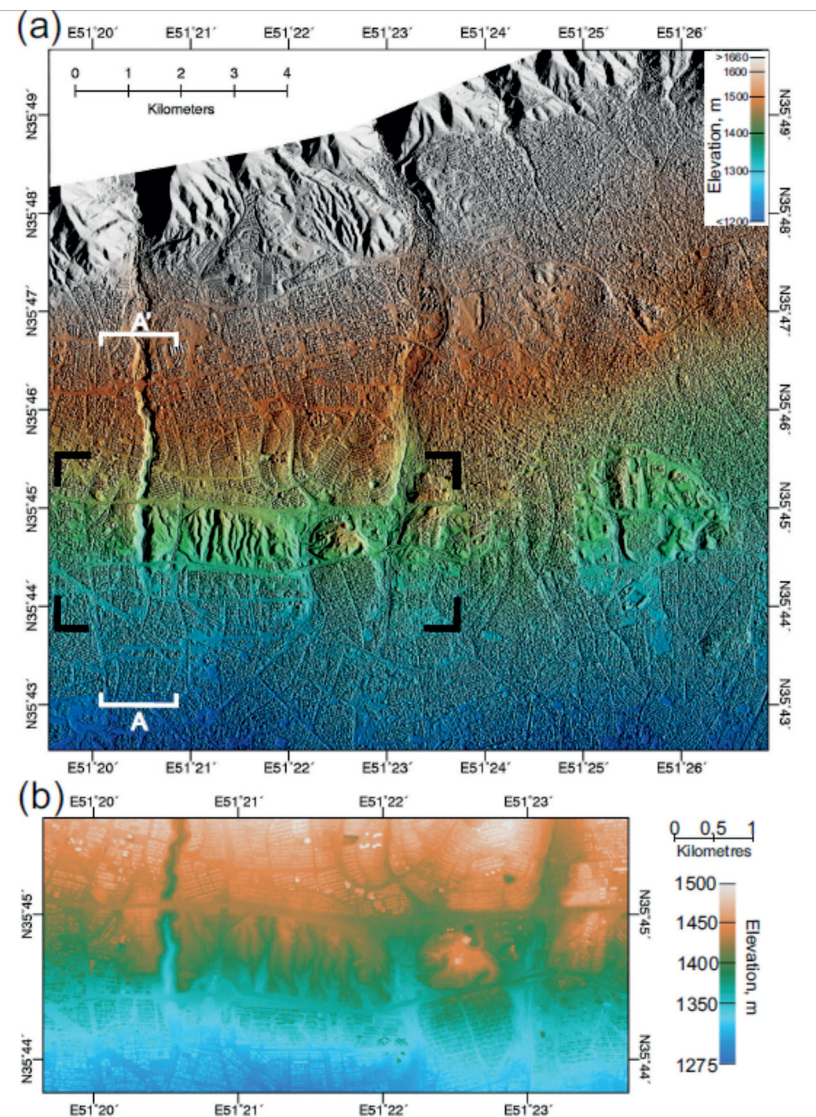 (a)
E51˚20´ E51˚21´ E51˚22´ E51˚23´ E51˚24´ E51˚25´ E51˚26´
0 1 2 3 4
Kilometers
>1660
1600
1500
1400
1300
<1200
Elevation, m
N35˚49´ N35˚49´
N35˚48´ N35˚48´
N35˚47´ N35˚47´
A'
N35˚46´ N35˚46´
N35˚45´ N35˚45´
N35˚44´ N35˚44´
N35˚43´ N35˚43´
A
E51˚20´ E51˚21´ E51˚22´ E51˚23´ E51˚24´ E51˚25´ E51˚26´
(b)
E51˚20´ E51˚21´ E51˚22´ E51˚23´
0 0,5 1
Kilometres
N35˚45´ N35˚45´
1500
1450
1400
1350
1275
Elevation, m
N35˚44´ N35˚44´
E51˚20´ E51˚21´ E51˚22´ E51˚23´